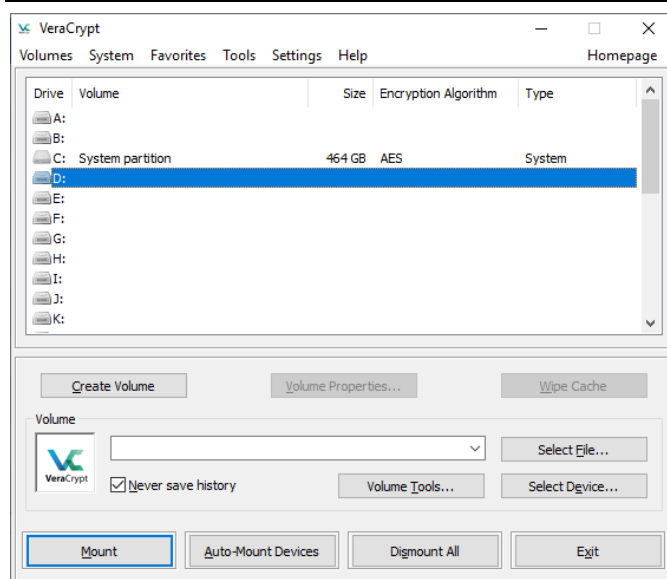 VeraCrypt
Volumes System Favorites Tools Settings Help Homepage
Drive Volume Size Encryption Algorithm Type
A:
B:
C: System partition 464 GB AES System
D:
E:
F:
G:
H:
I:
J:
K:
Create Volume Volume Properties... Wipe Cache
Volume
Select File...
VeraCrypt
Never save history Volume Tools... Select Device...
Mount Auto-Mount Devices Dismount All Exit